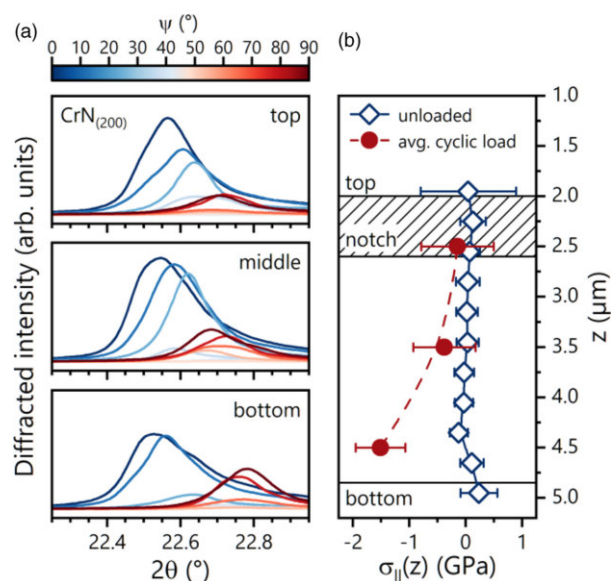 (a)
ψ (°)
0 10 20 30 40 50 60 70 80 90
CrN(200)
top
middle
bottom
Diffracted intensity (arb. units)
22.4 22.6 22.8
2θ (°)
(b)
unloaded
avg. cyclic load
top
notch
bottom
1.0
1.5
2.0
2.5
3.0
3.5
4.0
4.5
5.0
z (μm)
-2 -1 0 1
σ||(z) (GPa)